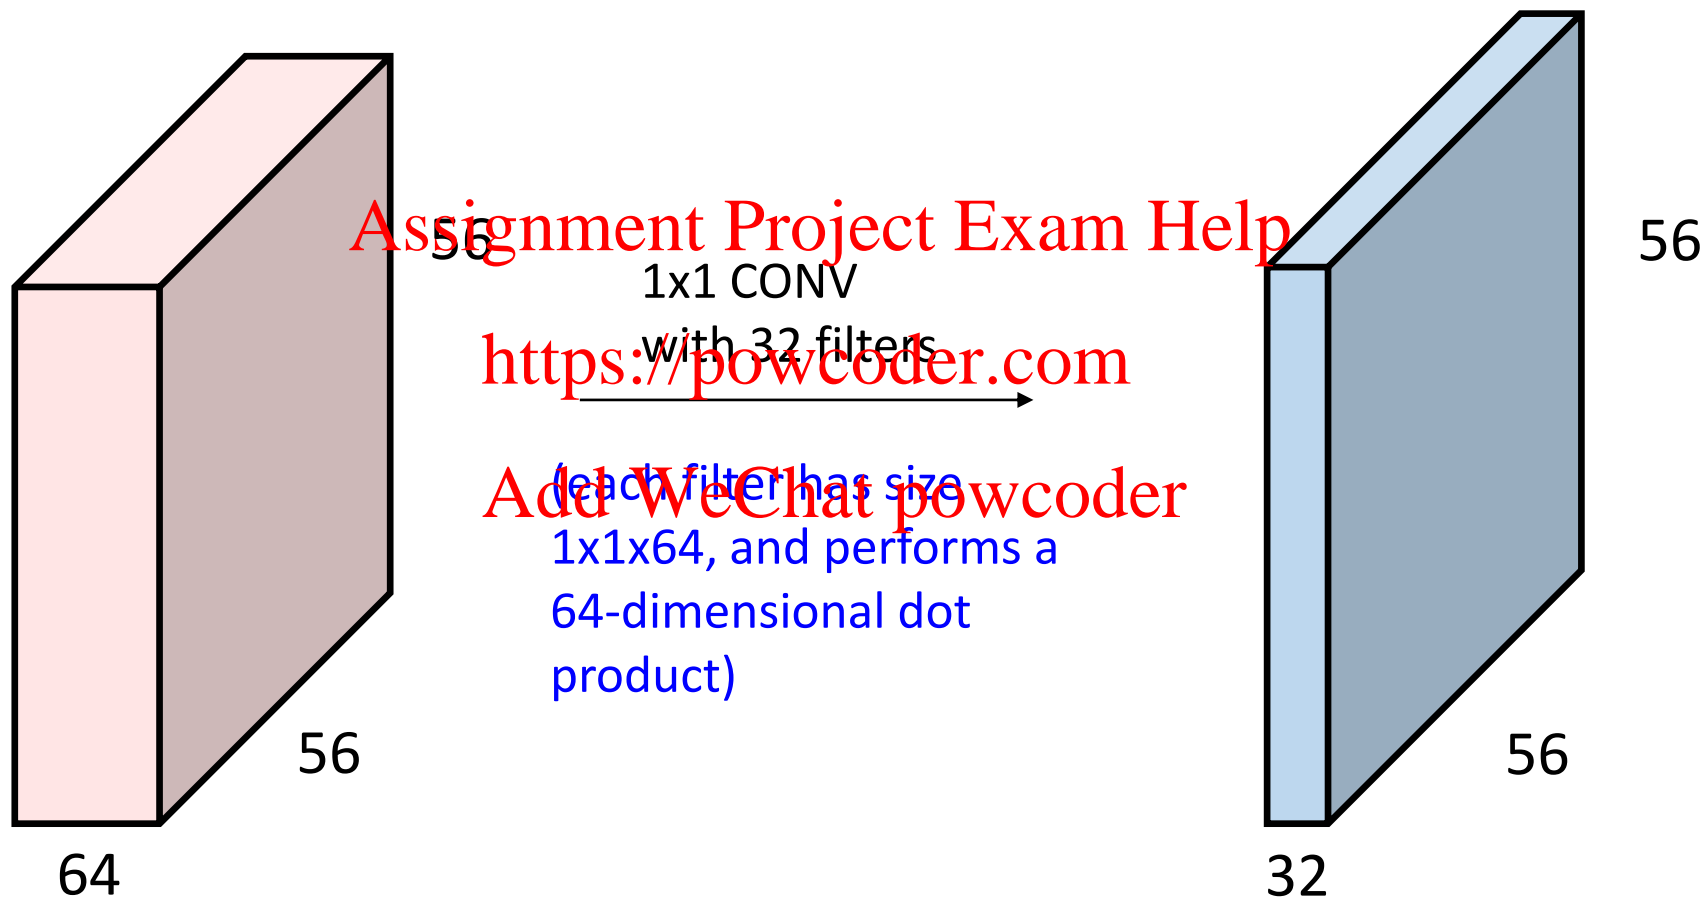 56
Assignment Project Exam Help
56
1x1 CONV
with 32 filters
https://powcoder.com
(each filter has size
Add WeChat powcoder
1x1x64, and performs a
64-dimensional dot
product)
56
56
64
32